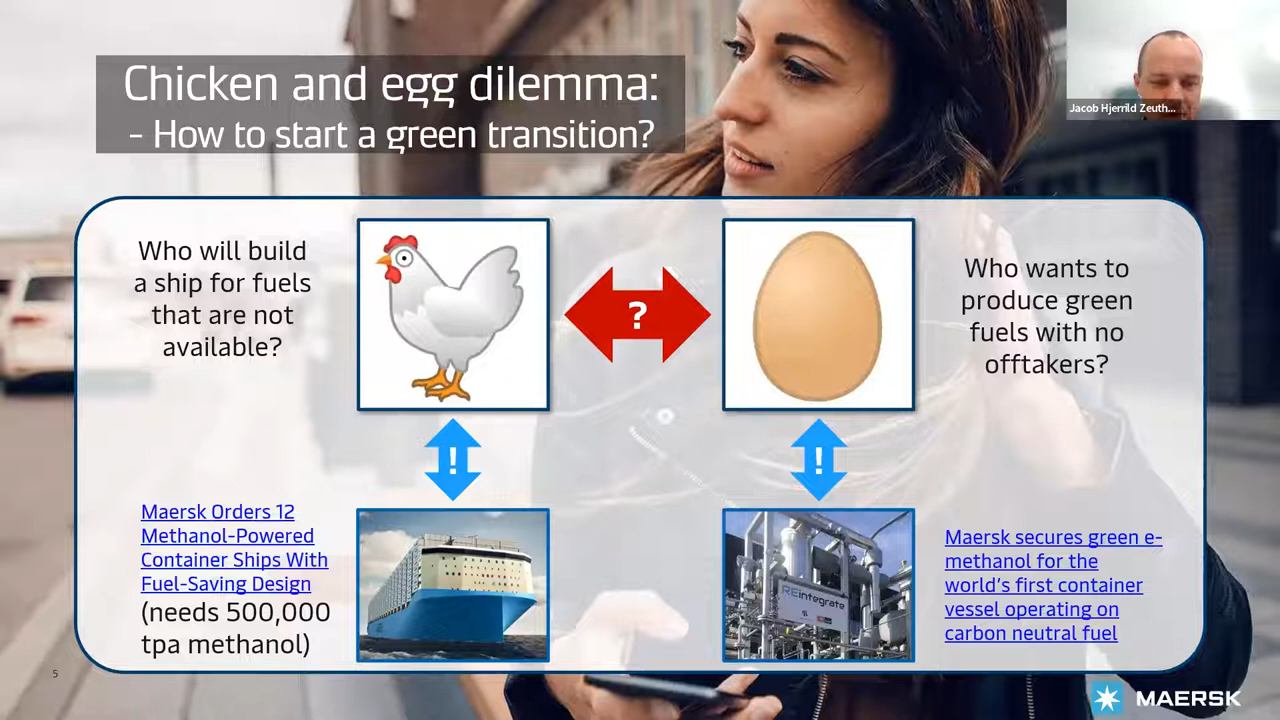 Chicken and egg dilemma:
- How to start a green transition?
Jacob Hjerrild Zeuth...
Who will build
a ship for fuels
that are not
available?
?
Who wants to
produce green
fuels with no
offtakers?
!
!
Maersk Orders 12
Methanol-Powered
Container Ships With
Fuel-Saving Design
(needs 500,000
tpa methanol)
REintegrate
Maersk secures green e-
methanol for the
world's first container
vessel operating on
carbon neutral fuel
5
MAERSK